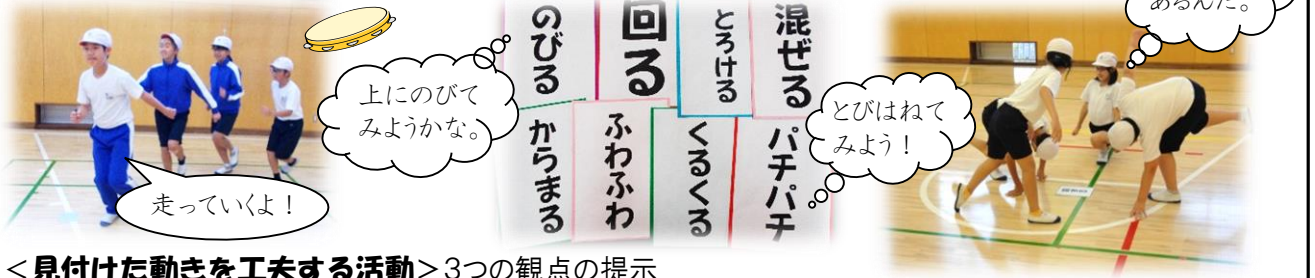 走っていくよ！
上にのびて
みようかな。
のびる
回る
とろける
混ぜる
からまる
ふわふわ
くるくる
パチパチ
とびはねて
みよう！
あるんだ。
＜見付けた動きを工夫する活動＞3つの観点の提示